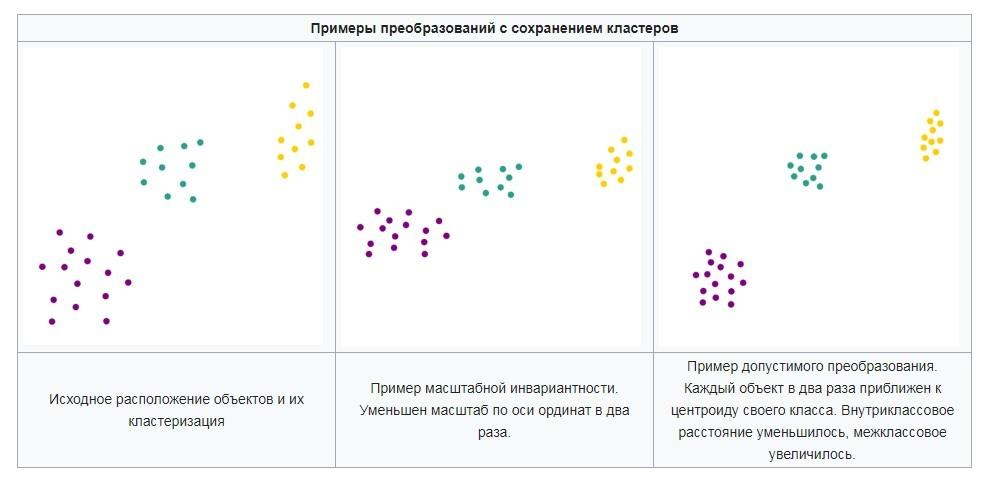 Примеры преобразований с сохранением кластеров
Исходное расположение объектов и их
кластеризация
Пример масштабной инвариантности.
Уменьшен масштаб по оси ординат в два
раза.
Пример допустимого преобразования.
Каждый объект в два раза приближен к
центроиду своего класса. Внутриклассовое
расстояние уменьшилось, межклассовое
увеличилось.